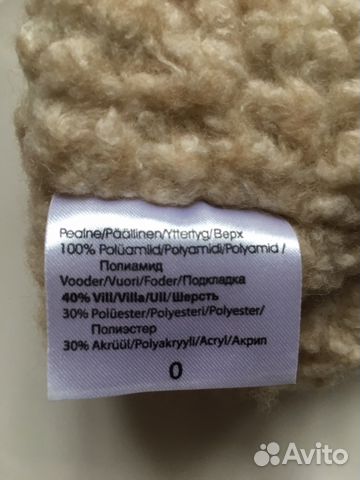 Pealne/Päällinen/Yttertyg/Верх
100% Polüamiid/Polyamidi/Polyamid/
Полиамид
Vooder/Vuori/Foder/Подкладка
40% Vill/Villa/Ull/Шерсть
30% Polüester/Polyesteri/Polyester/
Полиэстер
30% Akrüül/Polyakryyli/Acryl/Акрил
0
Avito